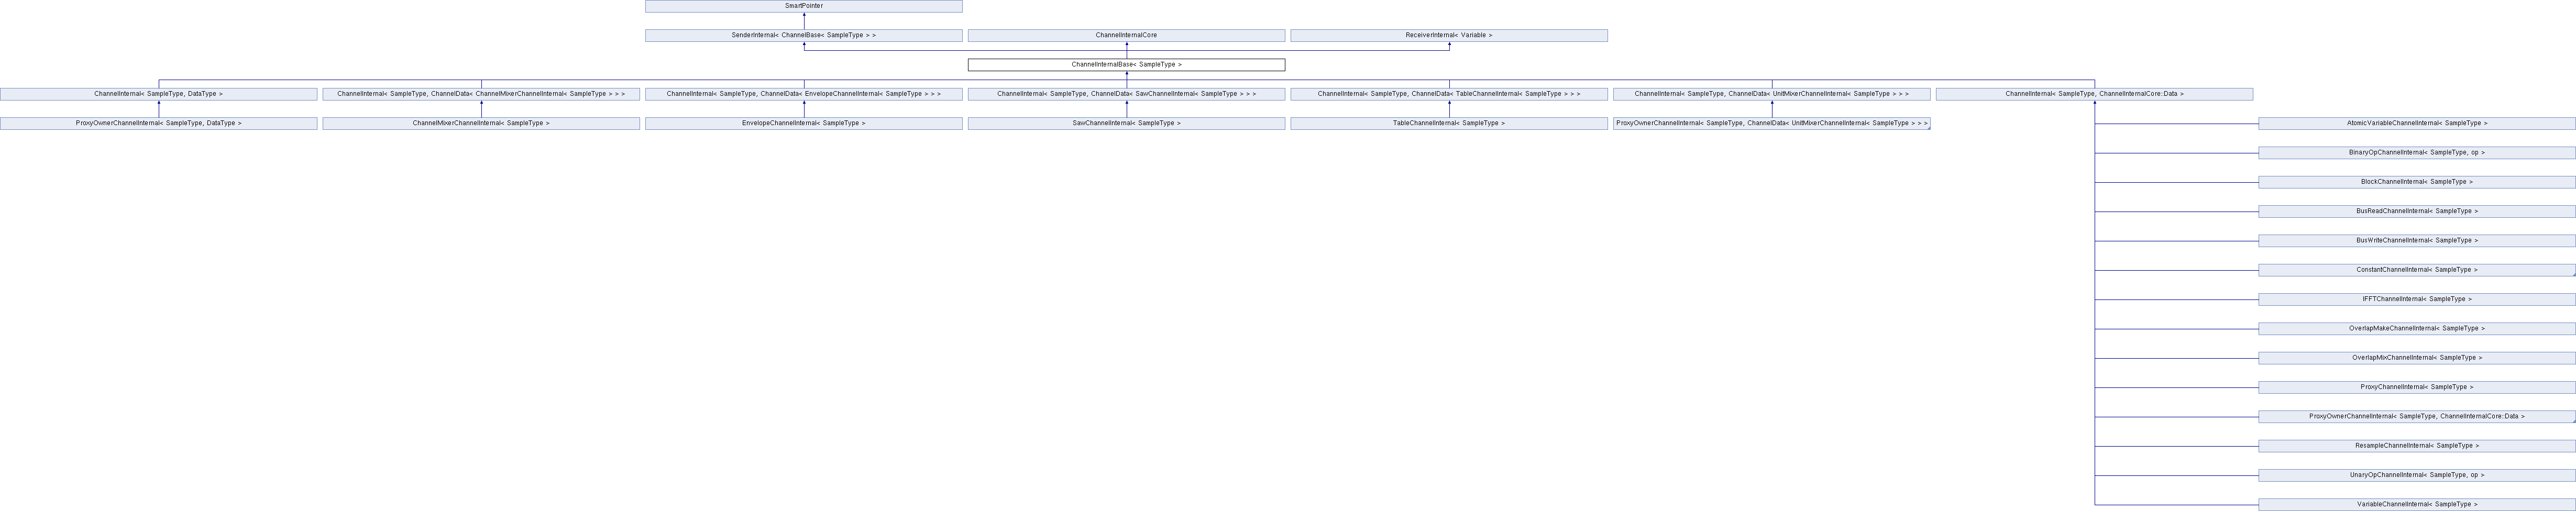 SmartPointer
SenderInternal< ChannelBase< SampleType > >
ChannelInternalCore
ReceiverInternal< Variable >
ChannelInternalBase< SampleType >
ChannelInternal< SampleType, DataType >
ChannelInternal< SampleType, ChannelData< ChannelMixerChannelInternal< SampleType > > >
ChannelInternal< SampleType, ChannelData< EnvelopeChannelInternal< SampleType > > >
ChannelInternal< SampleType, ChannelData< SawChannelInternal< SampleType > > >
ChannelInternal< SampleType, ChannelData< TableChannelInternal< SampleType > > >
ChannelInternal< SampleType, ChannelData< UnitMixerChannelInternal< SampleType > > >
ChannelInternal< SampleType, ChannelInternalCore::Data >
ProxyOwnerChannelInternal< SampleType, DataType >
ChannelMixerChannelInternal< SampleType >
EnvelopeChannelInternal< SampleType >
SawChannelInternal< SampleType >
TableChannelInternal< SampleType >
ProxyOwnerChannelInternal< SampleType, ChannelData< UnitMixerChannelInternal< SampleType > > >
AtomicVariableChannelInternal< SampleType >
BinaryOpChannelInternal< SampleType, op >
BlockChannelInternal< SampleType >
BusReadChannelInternal< SampleType >
BusWriteChannelInternal< SampleType >
ConstantChannelInternal< SampleType >
IFFTChannelInternal< SampleType >
OverlapMakeChannelInternal< SampleType >
OverlapMixChannelInternal< SampleType >
ProxyChannelInternal< SampleType >
ProxyOwnerChannelInternal< SampleType, ChannelInternalCore::Data >
ResampleChannelInternal< SampleType >
UnaryOpChannelInternal< SampleType, op >
VariableChannelInternal< SampleType >